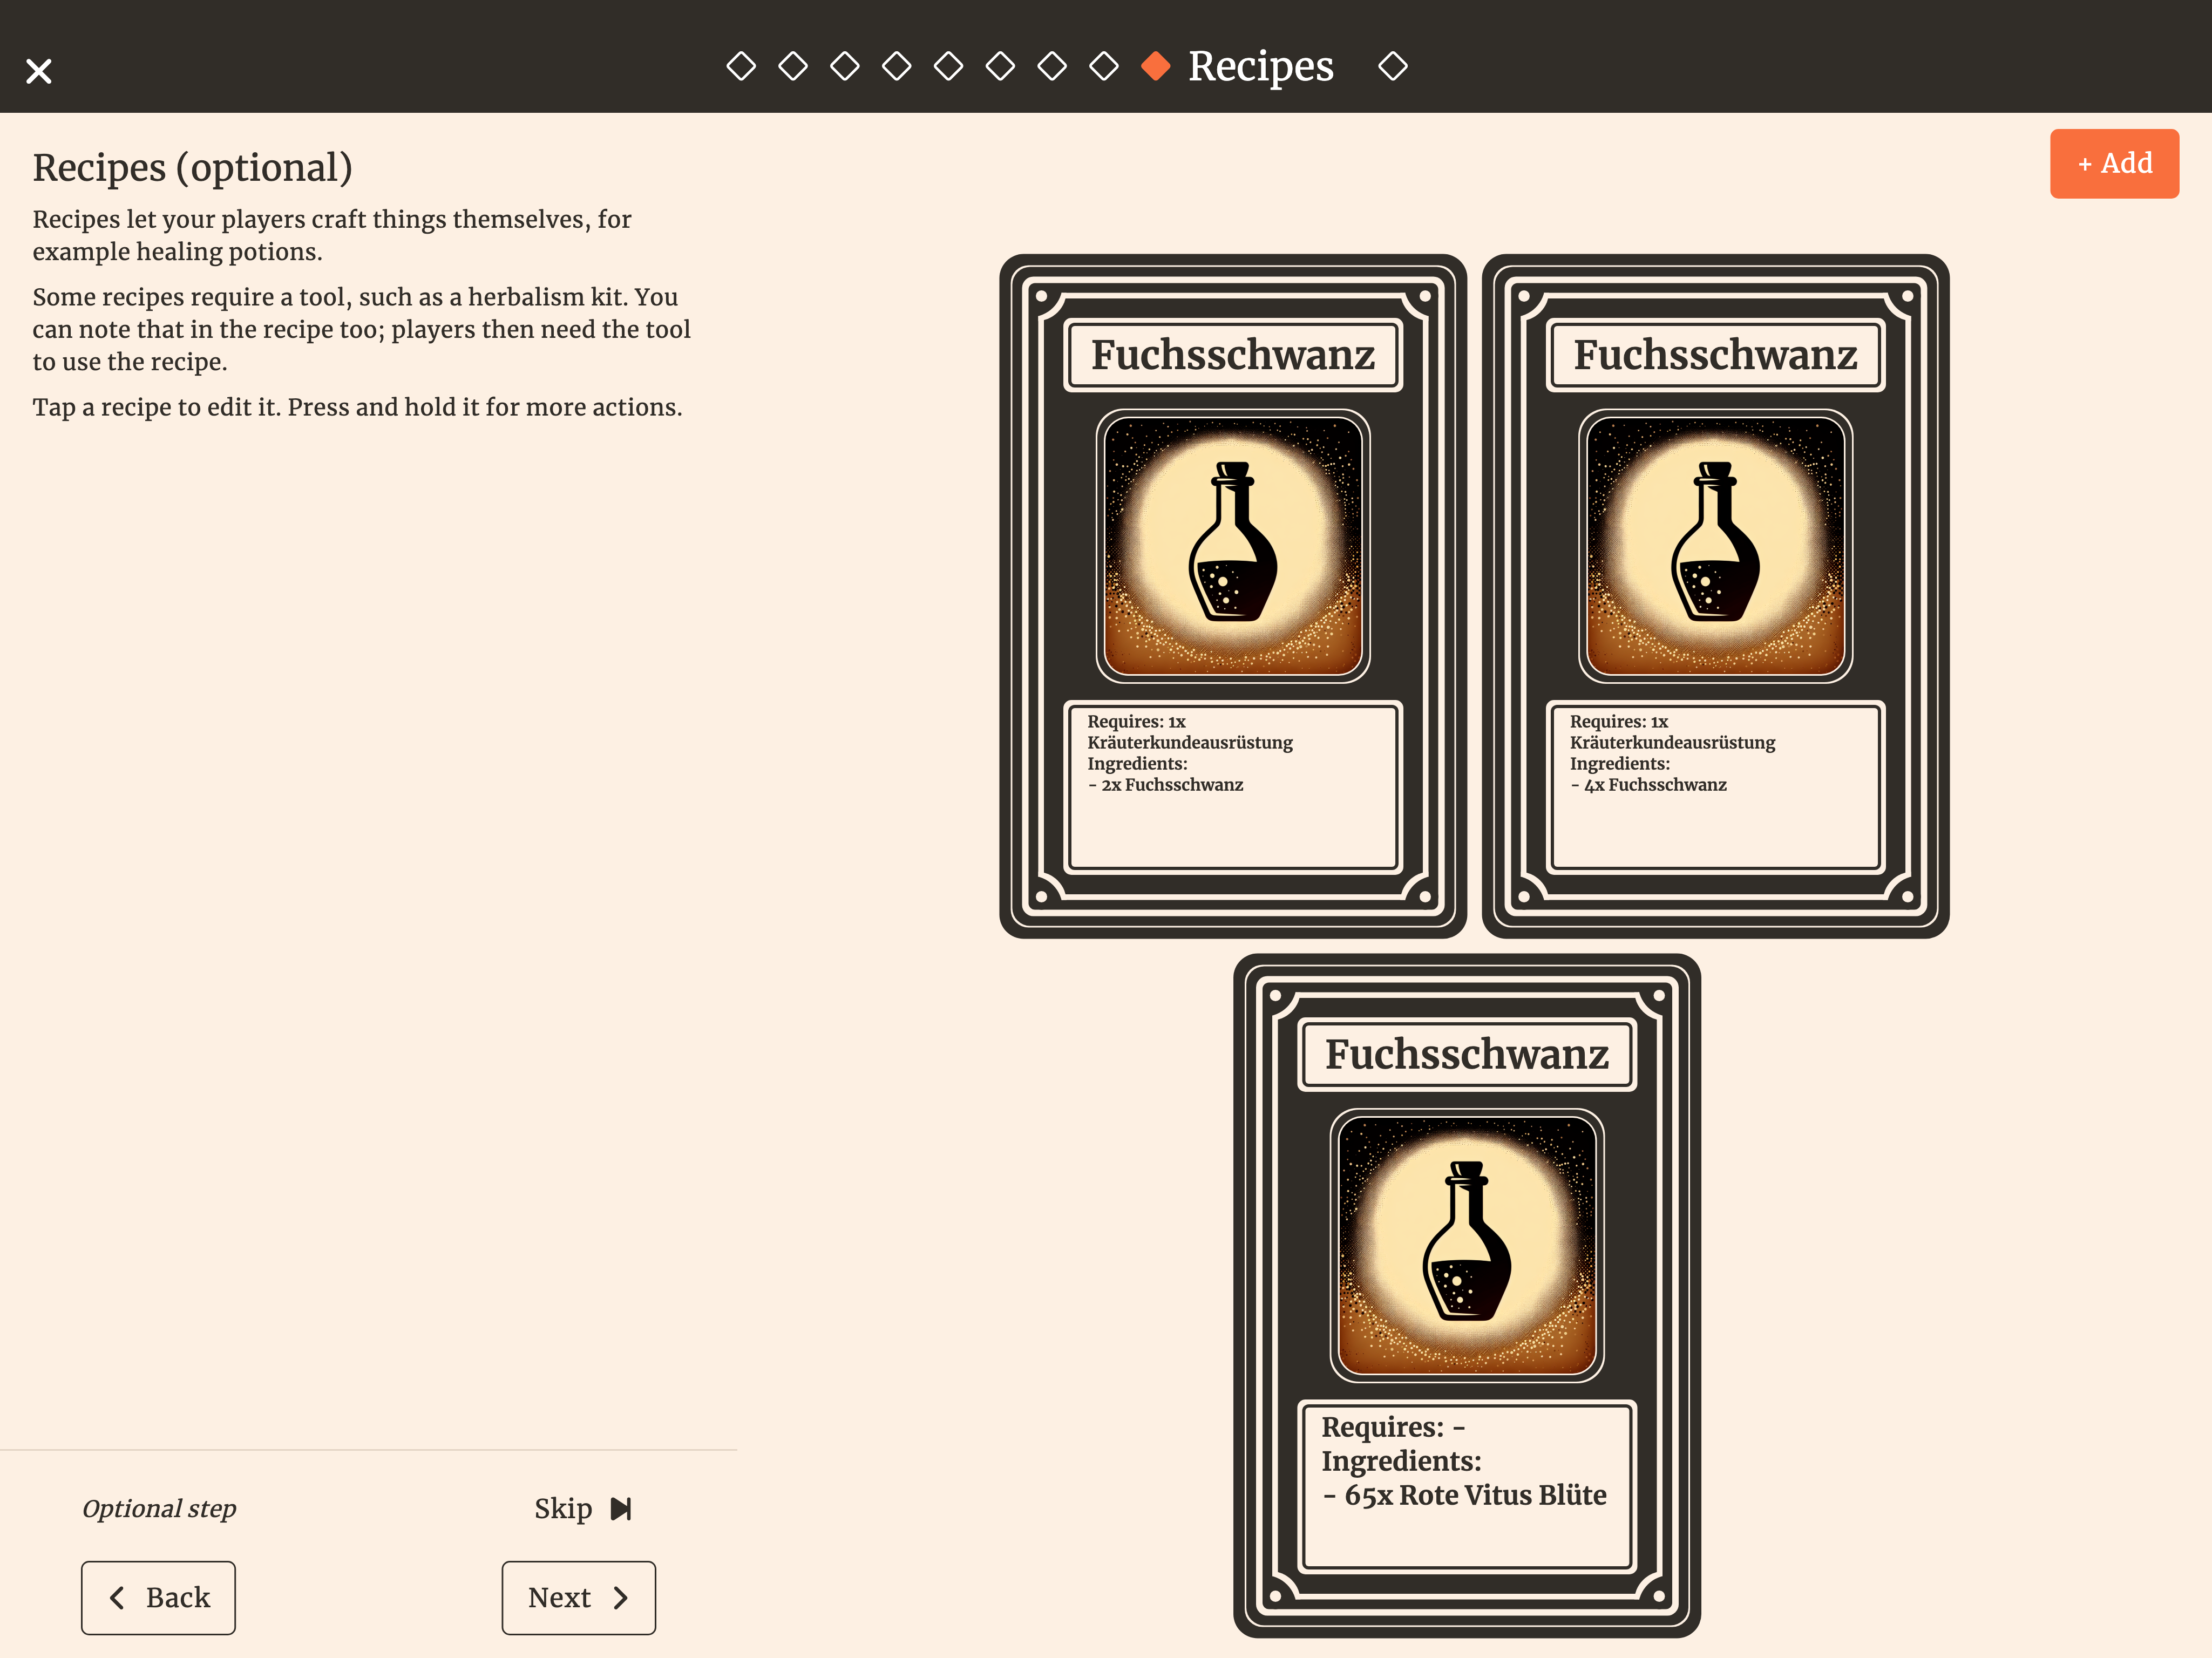 Recipes
Recipes (optional)
Recipes let your players craft things themselves, for
example healing potions.
Some recipes require a tool, such as a herbalism kit. You
can note that in the recipe too; players then need the tool
to use the recipe.
Tap a recipe to edit it. Press and hold it for more actions.
+ Add
Fuchsschwanz
Requires: 1x
Kräuterkundeausrüstung
Ingredients:
- 2x Fuchsschwanz
Fuchsschwanz
Requires: 1x
Kräuterkundeausrüstung
Ingredients:
- 4x Fuchsschwanz
Fuchsschwanz
Requires: -
Ingredients:
- 65x Rote Vitus Blüte
Optional step
Skip
Back
Next